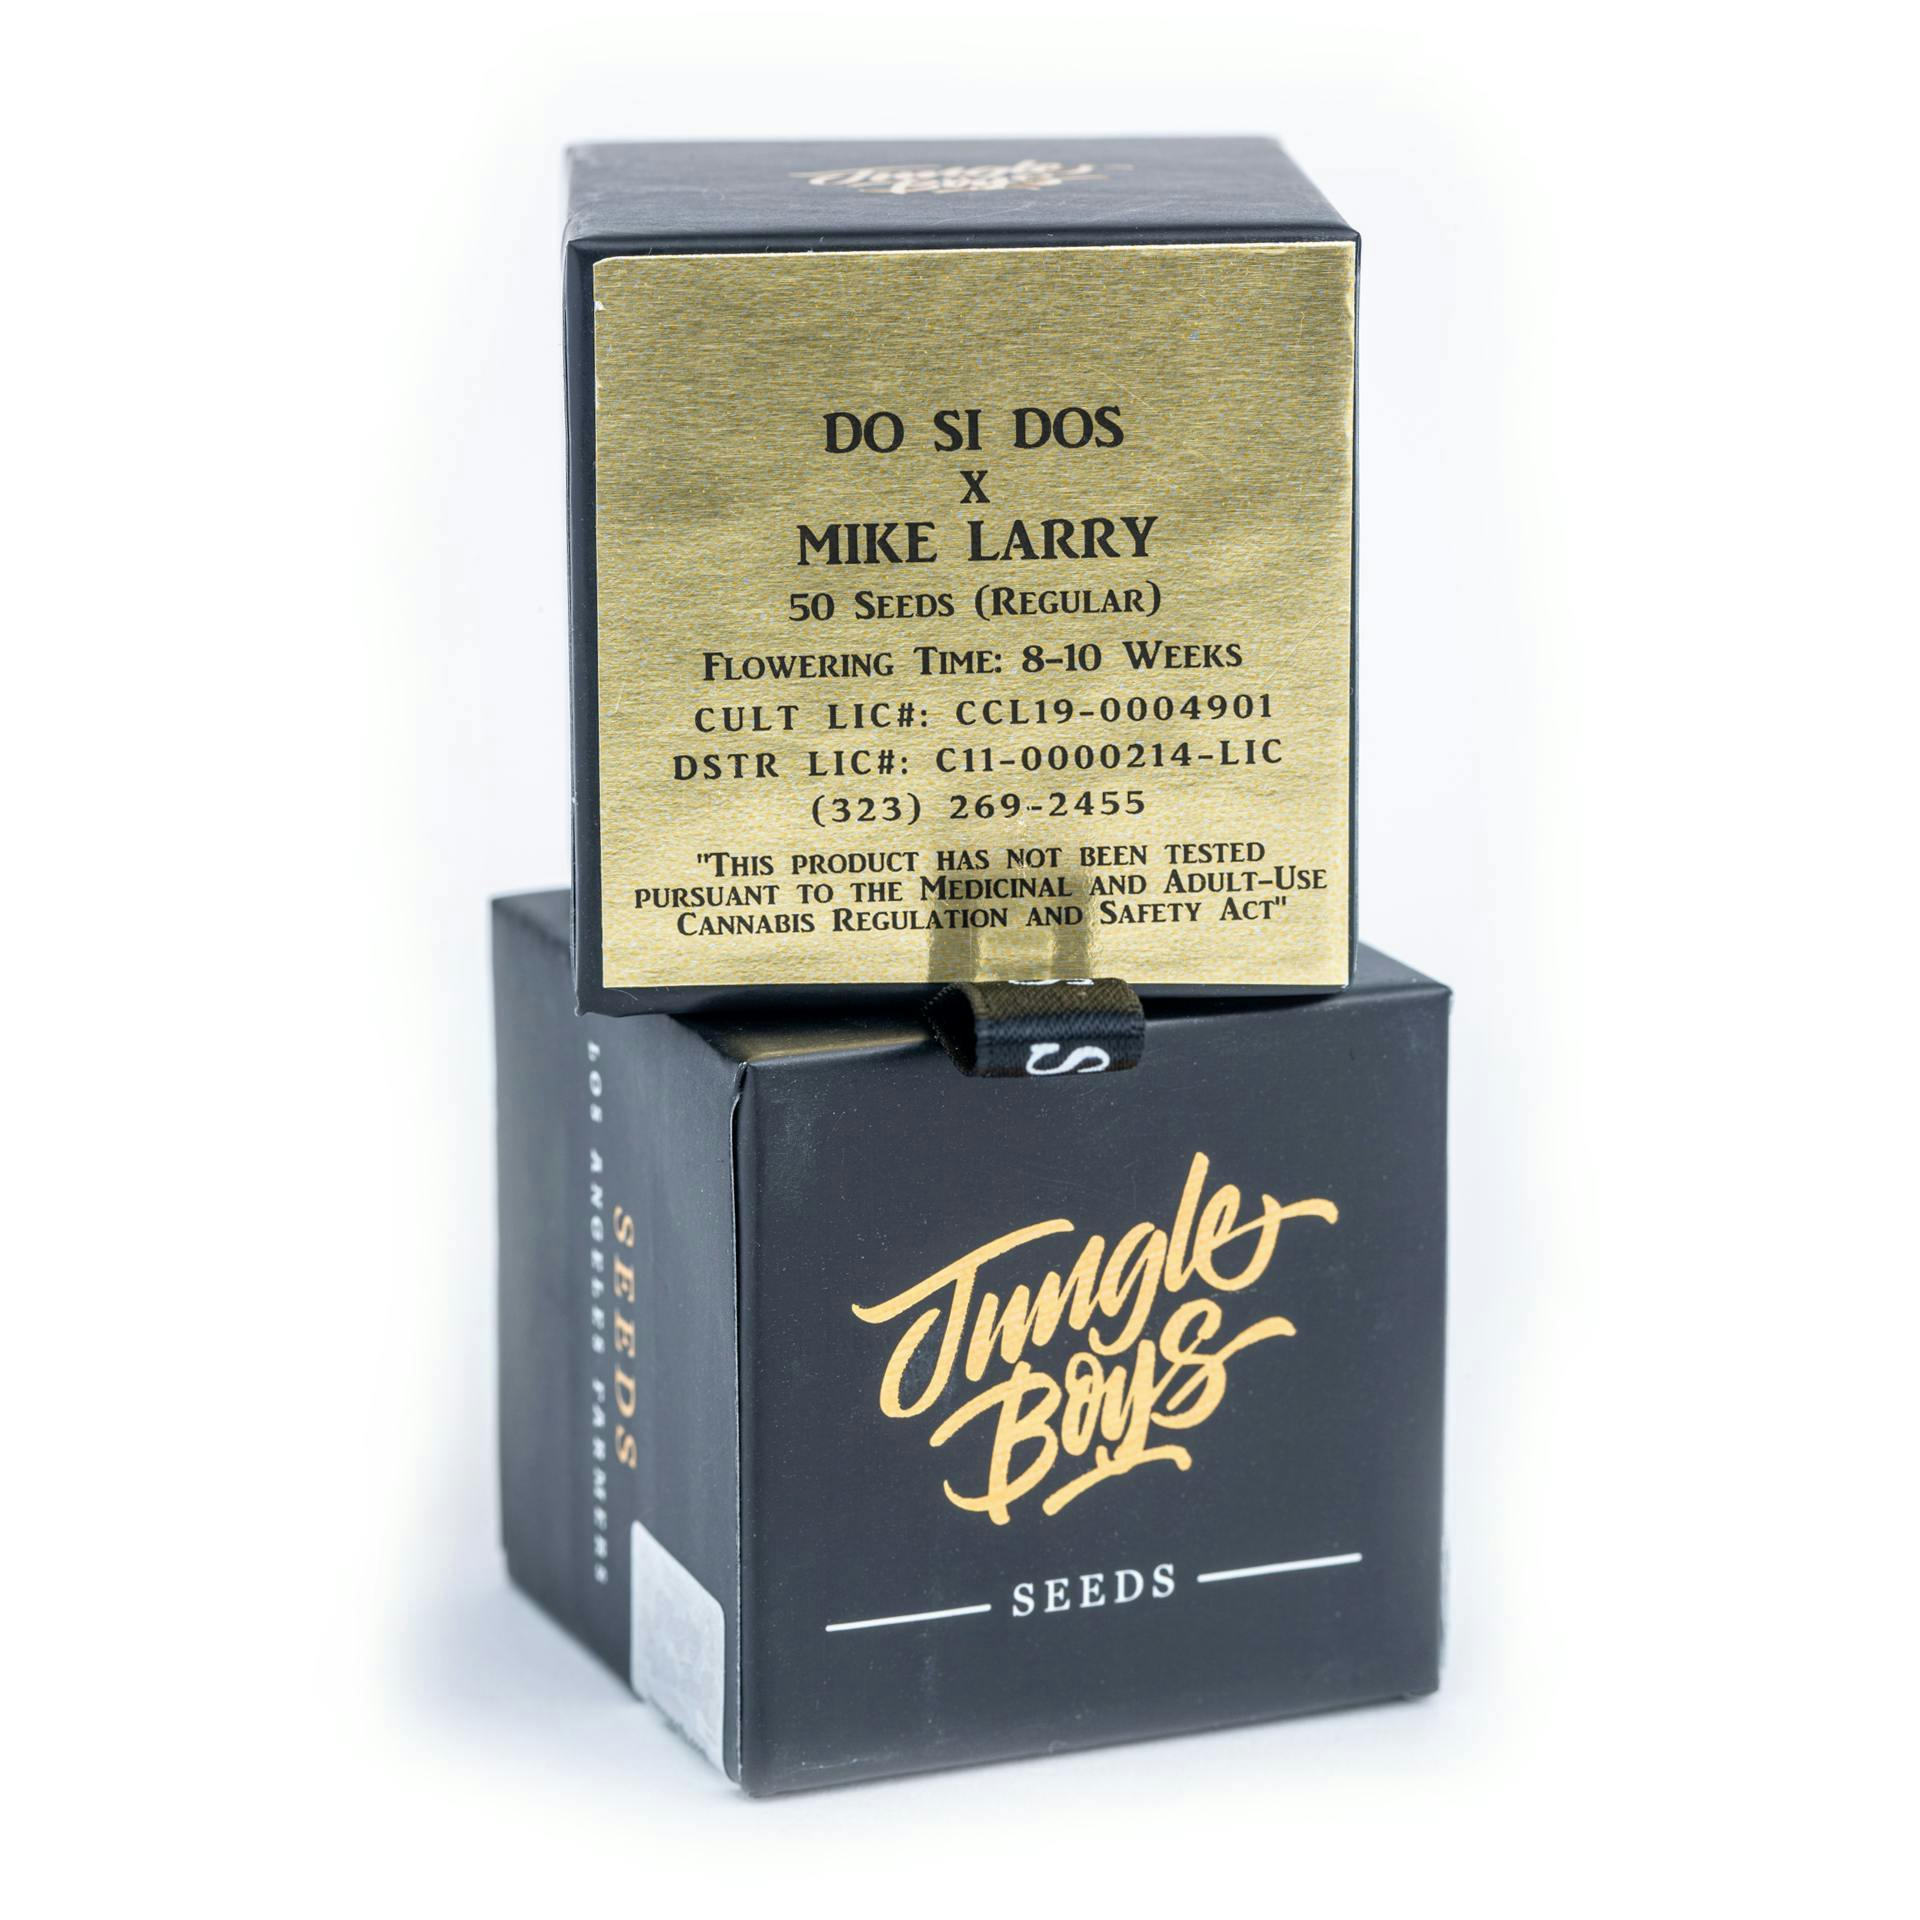 Jungle
Boys
DO SI DOS
X
MIKE LARRY
50 SEEDS (REGULAR)
FLOWERING TIME: 8-10 WEEKS
CULT LIC#: CCL19-0004901
DSTR LIC#: C11-0000214-LIC
(323) 269-2455
"THIS PRODUCT HAS NOT BEEN TESTED
PURSUANT TO THE MEDICINAL AND ADULT-USE
CANNABIS REGULATION AND SAFETY ACT"
S
SEEDS
LOS ANGELES FARMERS
Jungle
Boys
SEEDS